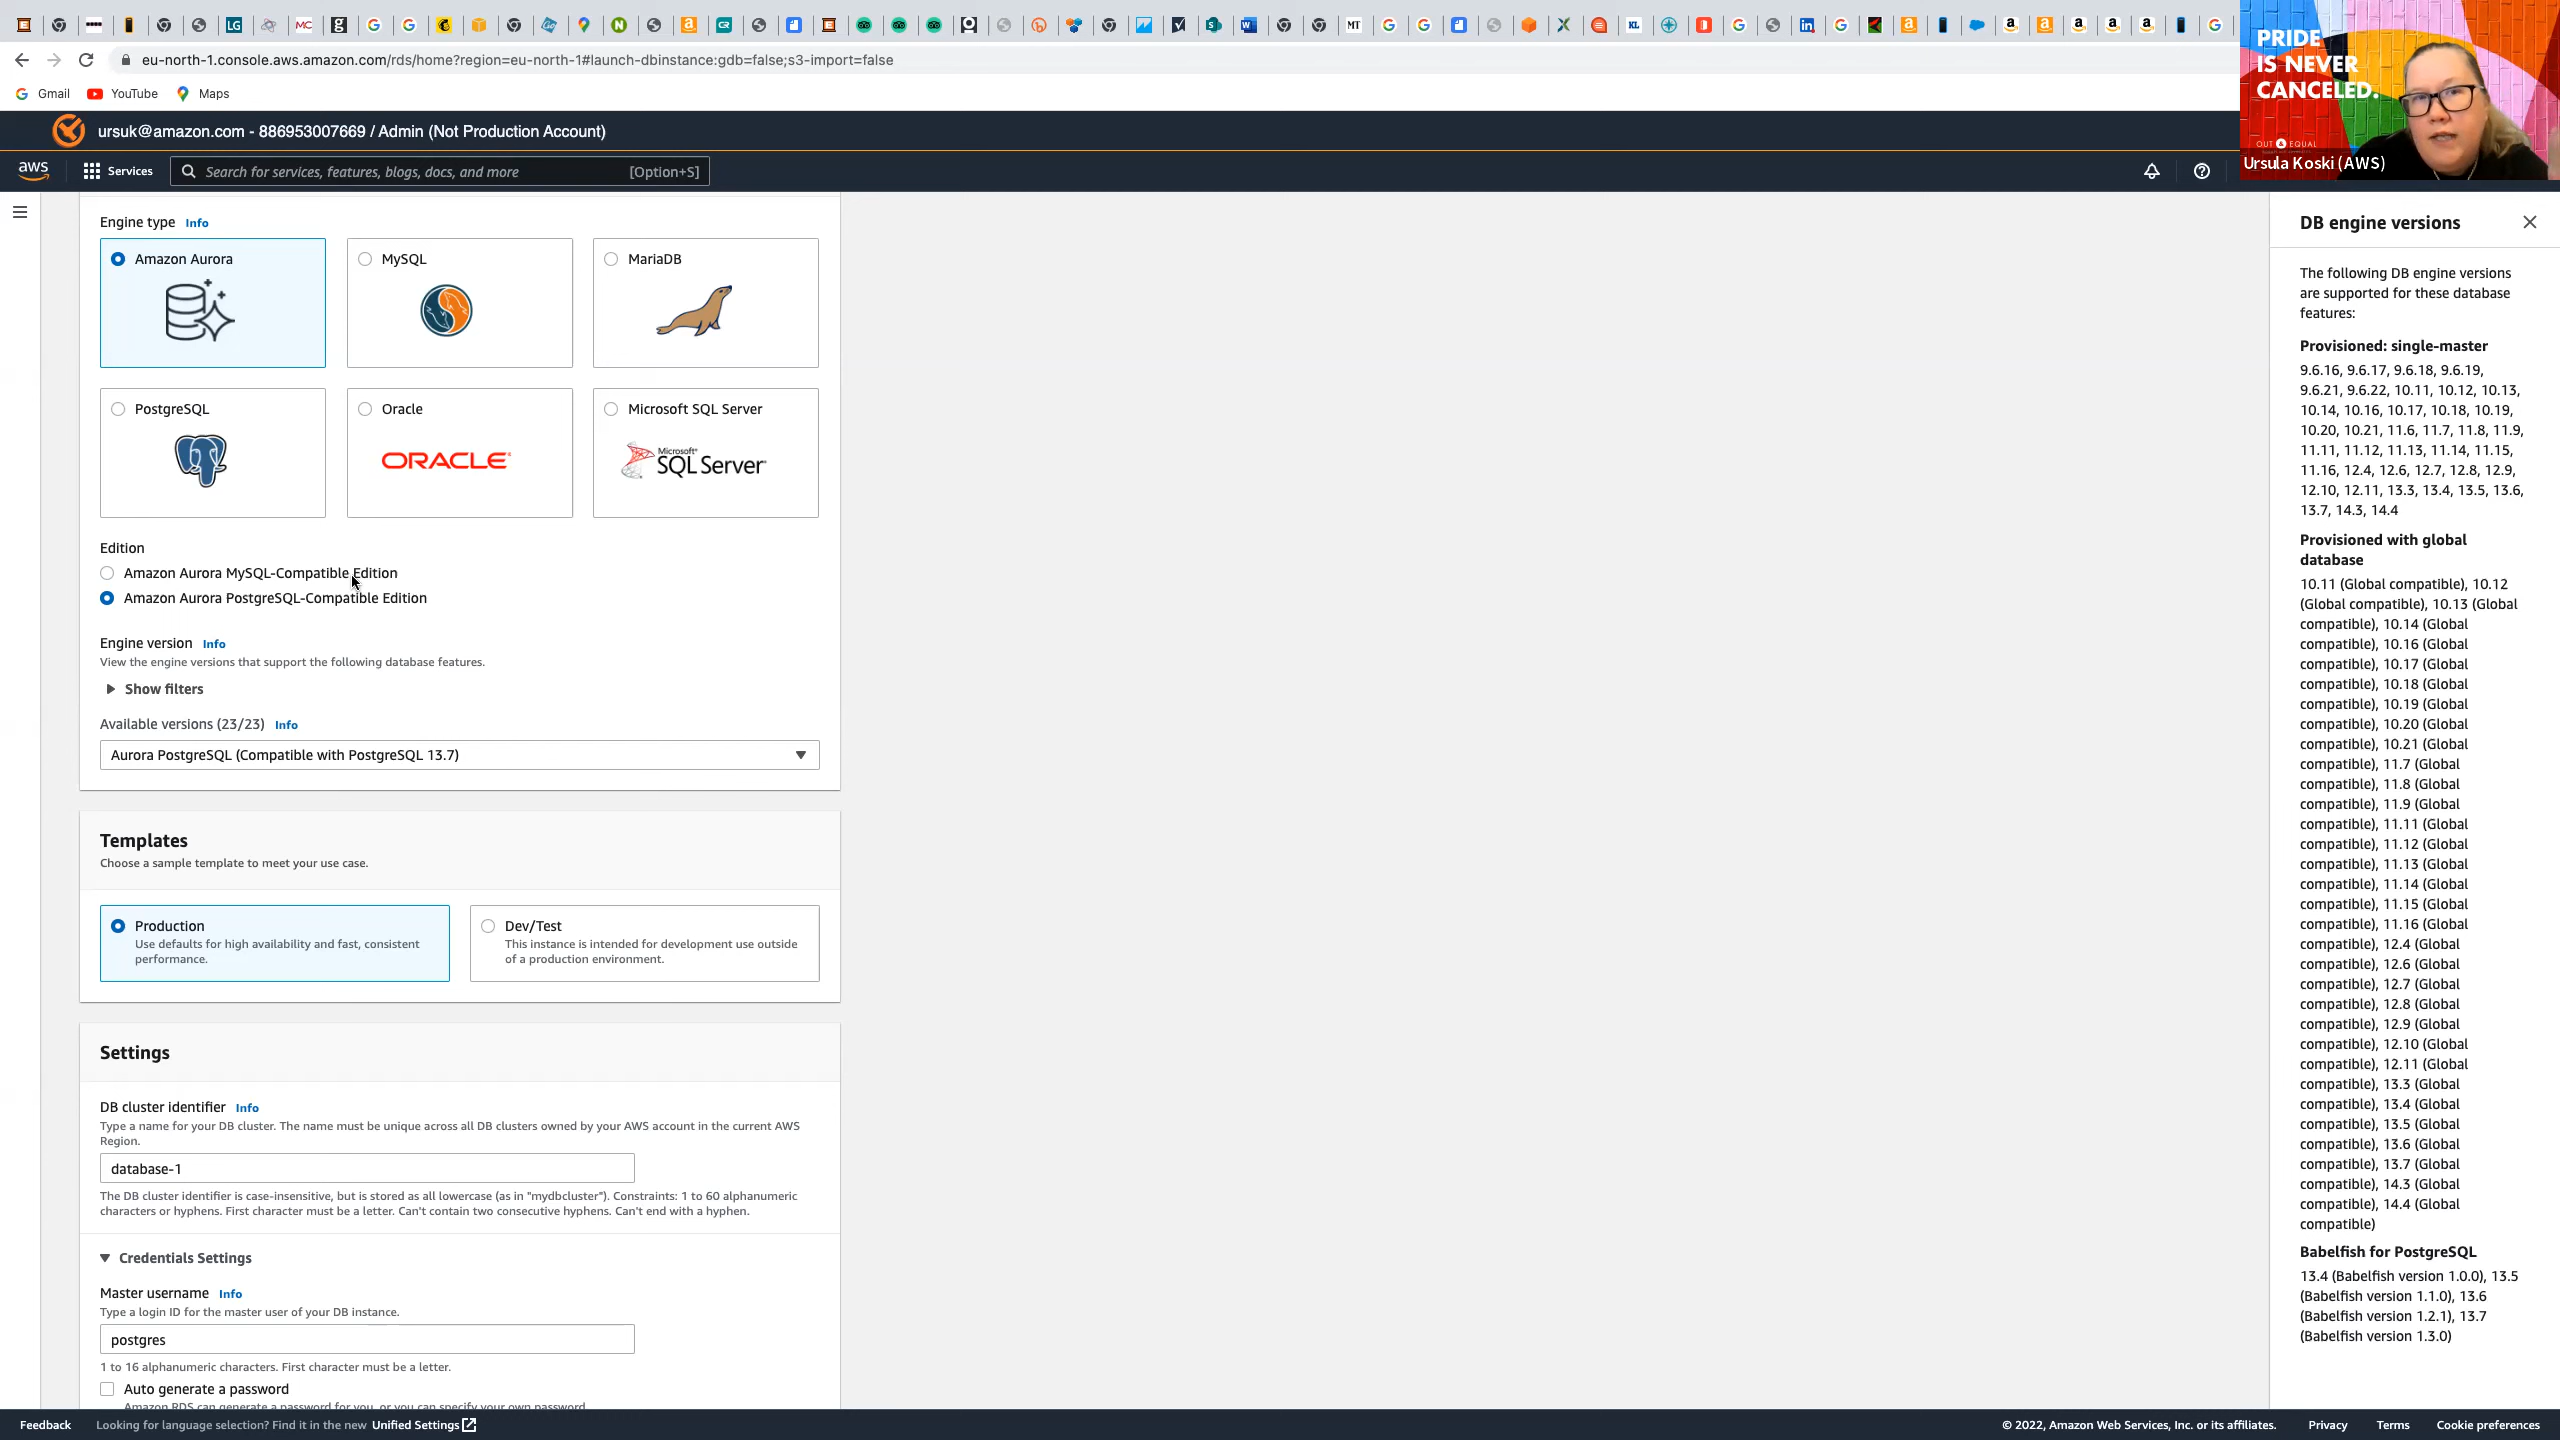 LG
MC
g
CR
MT
KL
eu-north-1.console.aws.amazon.com/rds/home?region=eu-north-1#launch-dbinstance:gdb=false;s3-import=false
Gmail YouTube Maps
PRIDE
IS NEVER
CANCELED.
OUT & EQUAL
Ursula Koski (AWS)
ursuk@amazon.com - 886953007669 / Admin (Not Production Account)
aws Services Search for services, features, blogs, docs, and more [Option+S]
Engine type Info
Amazon Aurora
MySQL
MariaDB
PostgreSQL
Oracle
ORACLE
Microsoft SQL Server
Microsoft®
SQL Server
Edition
Amazon Aurora MySQL-Compatible Edition
Amazon Aurora PostgreSQL-Compatible Edition
Engine version Info
View the engine versions that support the following database features.
Show filters
Available versions (23/23) Info
Aurora PostgreSQL (Compatible with PostgreSQL 13.7)
Templates
Choose a sample template to meet your use case.
Production
Use defaults for high availability and fast, consistent
performance.
Dev/Test
This instance is intended for development use outside
of a production environment.
Settings
DB cluster identifier Info
Type a name for your DB cluster. The name must be unique across all DB clusters owned by your AWS account in the current AWS
Region.
database-1
The DB cluster identifier is case-insensitive, but is stored as all lowercase (as in "mydbcluster"). Constraints: 1 to 60 alphanumeric
characters or hyphens. First character must be a letter. Can't contain two consecutive hyphens. Can't end with a hyphen.
Credentials Settings
Master username Info
Type a login ID for the master user of your DB instance.
postgres
1 to 16 alphanumeric characters. First character must be a letter.
Auto generate a password
Amazon RDS can generate a password for you, or you can specify your own password.
DB engine versions
The following DB engine versions
are supported for these database
features:
Provisioned: single-master
9.6.16, 9.6.17, 9.6.18, 9.6.19,
9.6.21, 9.6.22, 10.11, 10.12, 10.13,
10.14, 10.16, 10.17, 10.18, 10.19,
10.20, 10.21, 11.6, 11.7, 11.8, 11.9,
11.11, 11.12, 11.13, 11.14, 11.15,
11.16, 12.4, 12.6, 12.7, 12.8, 12.9,
12.10, 12.11, 13.3, 13.4, 13.5, 13.6,
13.7, 14.3, 14.4
Provisioned with global
database
10.11 (Global compatible), 10.12
(Global compatible), 10.13 (Global
compatible), 10.14 (Global
compatible), 10.16 (Global
compatible), 10.17 (Global
compatible), 10.18 (Global
compatible), 10.19 (Global
compatible), 10.20 (Global
compatible), 10.21 (Global
compatible), 11.7 (Global
compatible), 11.8 (Global
compatible), 11.9 (Global
compatible), 11.11 (Global
compatible), 11.12 (Global
compatible), 11.13 (Global
compatible), 11.14 (Global
compatible), 11.15 (Global
compatible), 11.16 (Global
compatible), 12.4 (Global
compatible), 12.6 (Global
compatible), 12.7 (Global
compatible), 12.8 (Global
compatible), 12.9 (Global
compatible), 12.10 (Global
compatible), 12.11 (Global
compatible), 13.3 (Global
compatible), 13.4 (Global
compatible), 13.5 (Global
compatible), 13.6 (Global
compatible), 13.7 (Global
compatible), 14.3 (Global
compatible), 14.4 (Global
compatible)
Babelfish for PostgreSQL
13.4 (Babelfish version 1.0.0), 13.5
(Babelfish version 1.1.0), 13.6
(Babelfish version 1.2.1), 13.7
(Babelfish version 1.3.0)
Feedback Looking for language selection? Find it in the new Unified Settings
© 2022, Amazon Web Services, Inc. or its affiliates. Privacy Terms Cookie preferences